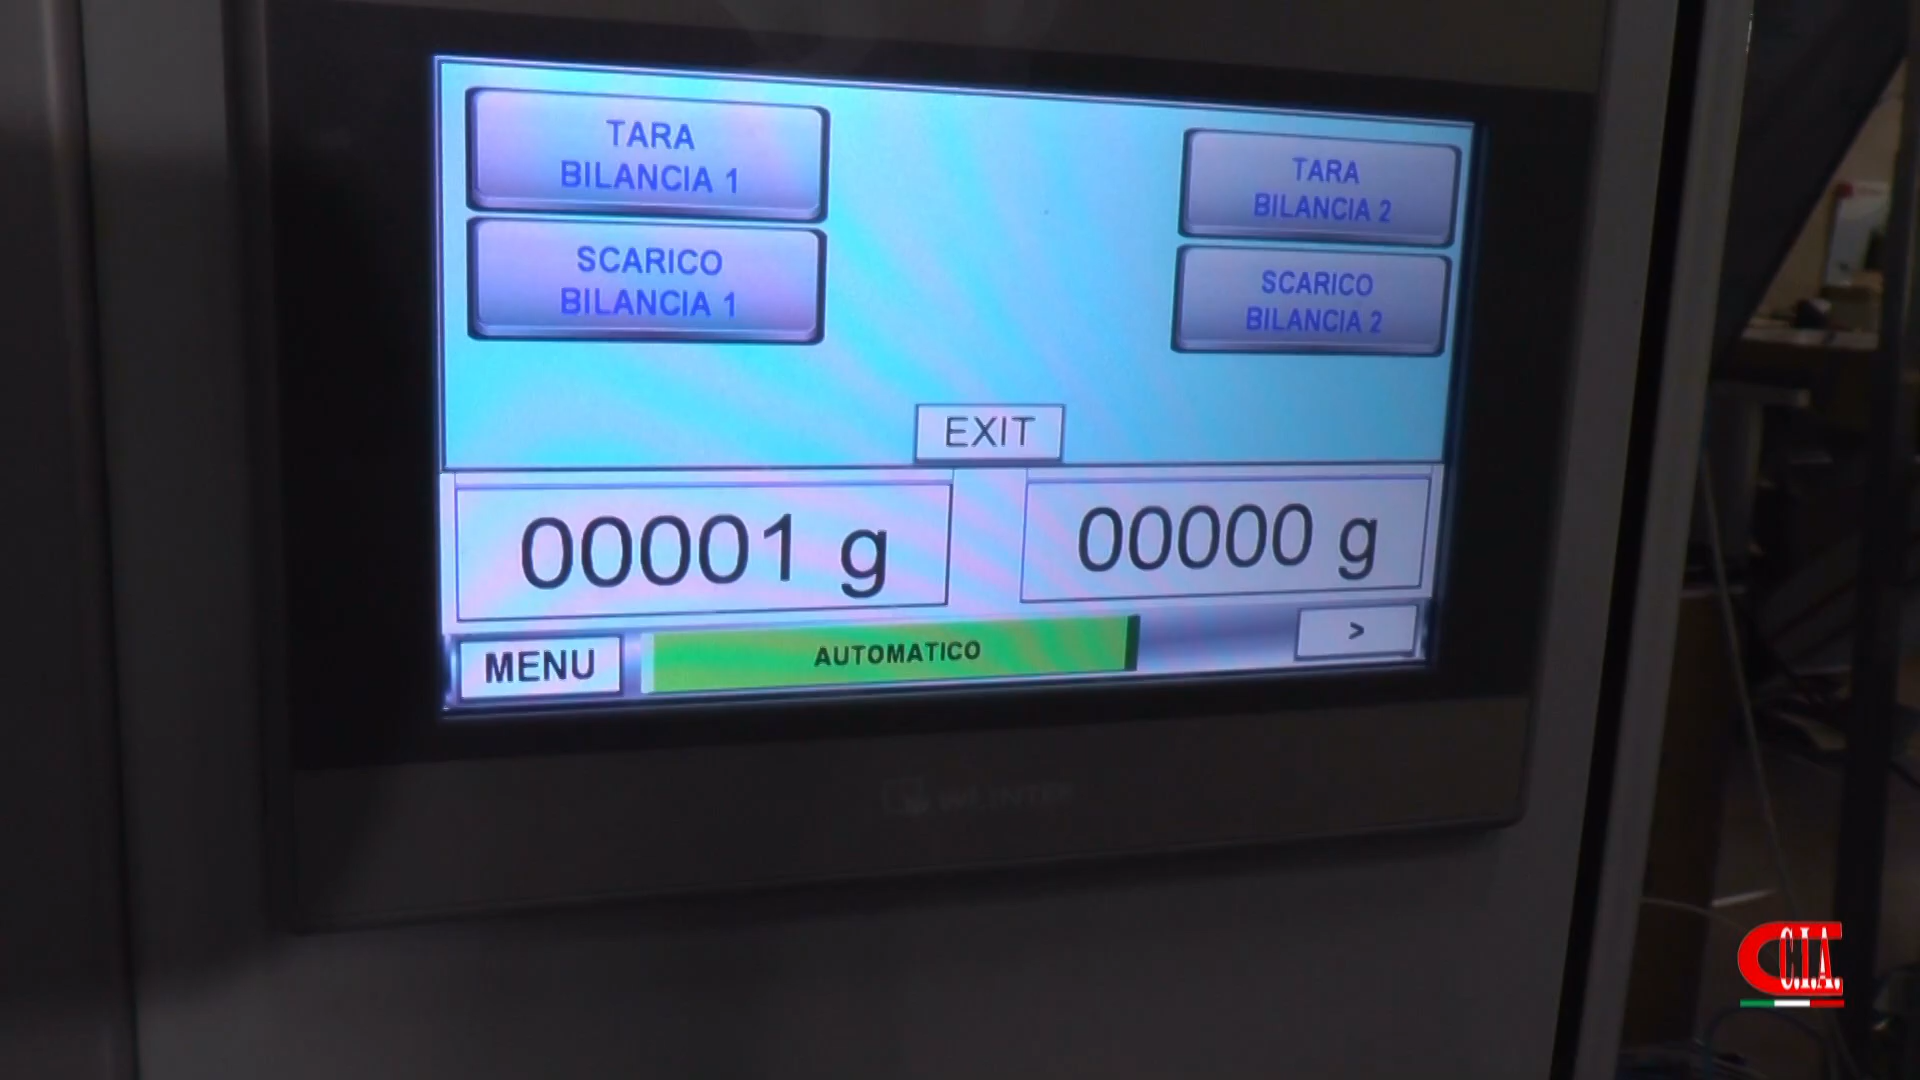 TARA
BILANCIA 1
TARA
BILANCIA 2
SCARICO
BILANCIA 1
SCARICO
BILANCIA 2
EXIT
00001 g
00000 g
MENU
AUTOMATICO
>
C.I.A.